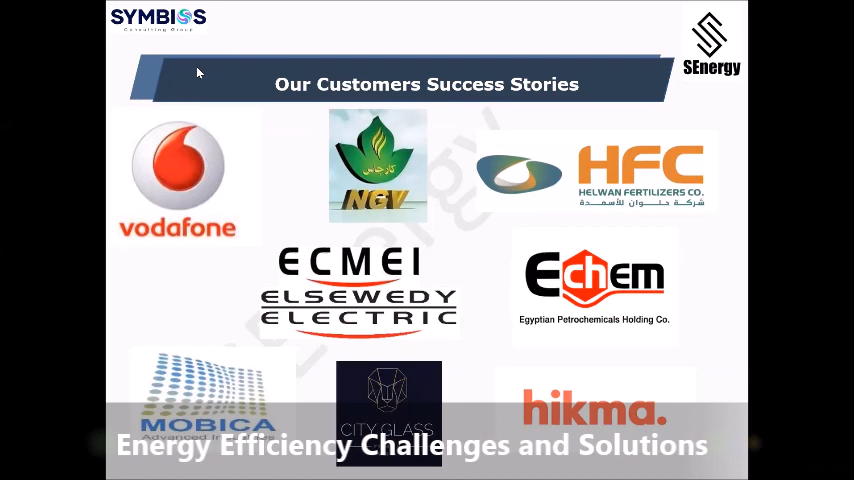 SYMBIOS
Consulting Group
SEnergy
Our Customers Success Stories
vodafone
كارجاس
NGV
HFC
HELWAN FERTILIZERS CO.
شركة حلوان للأسمدة
ECMEI
ELSEWEDY
ELECTRIC
Echem
Egyptian Petrochemicals Holding Co.
MOBICA
CITY GLASS
hikma.
Energy Efficiency Challenges and Solutions